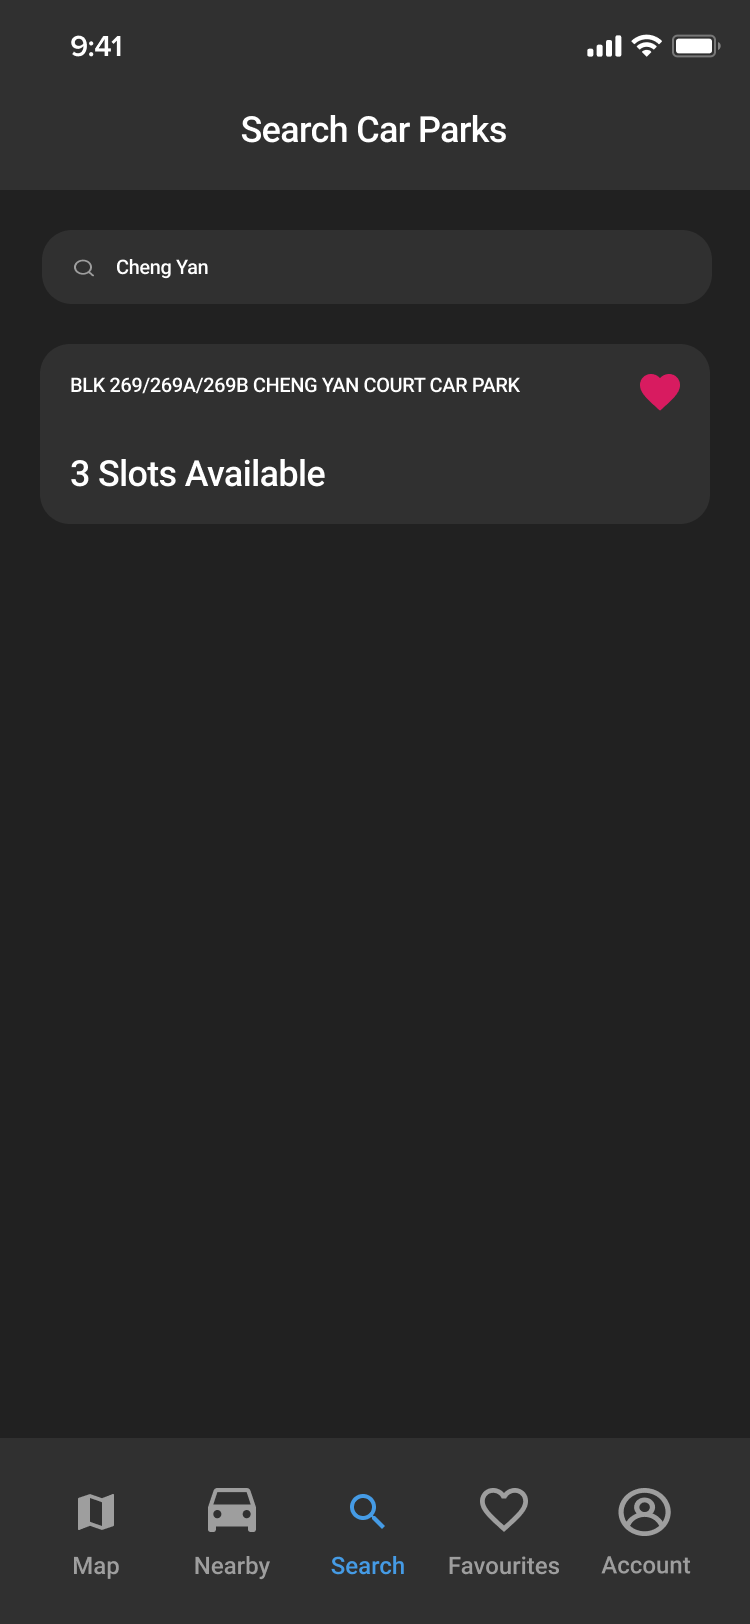 9:41
Search Car Parks
Cheng Yan
BLK 269/269A/269B CHENG YAN COURT CAR PARK
3 Slots Available
Map
Nearby
Search
Favourites
Account